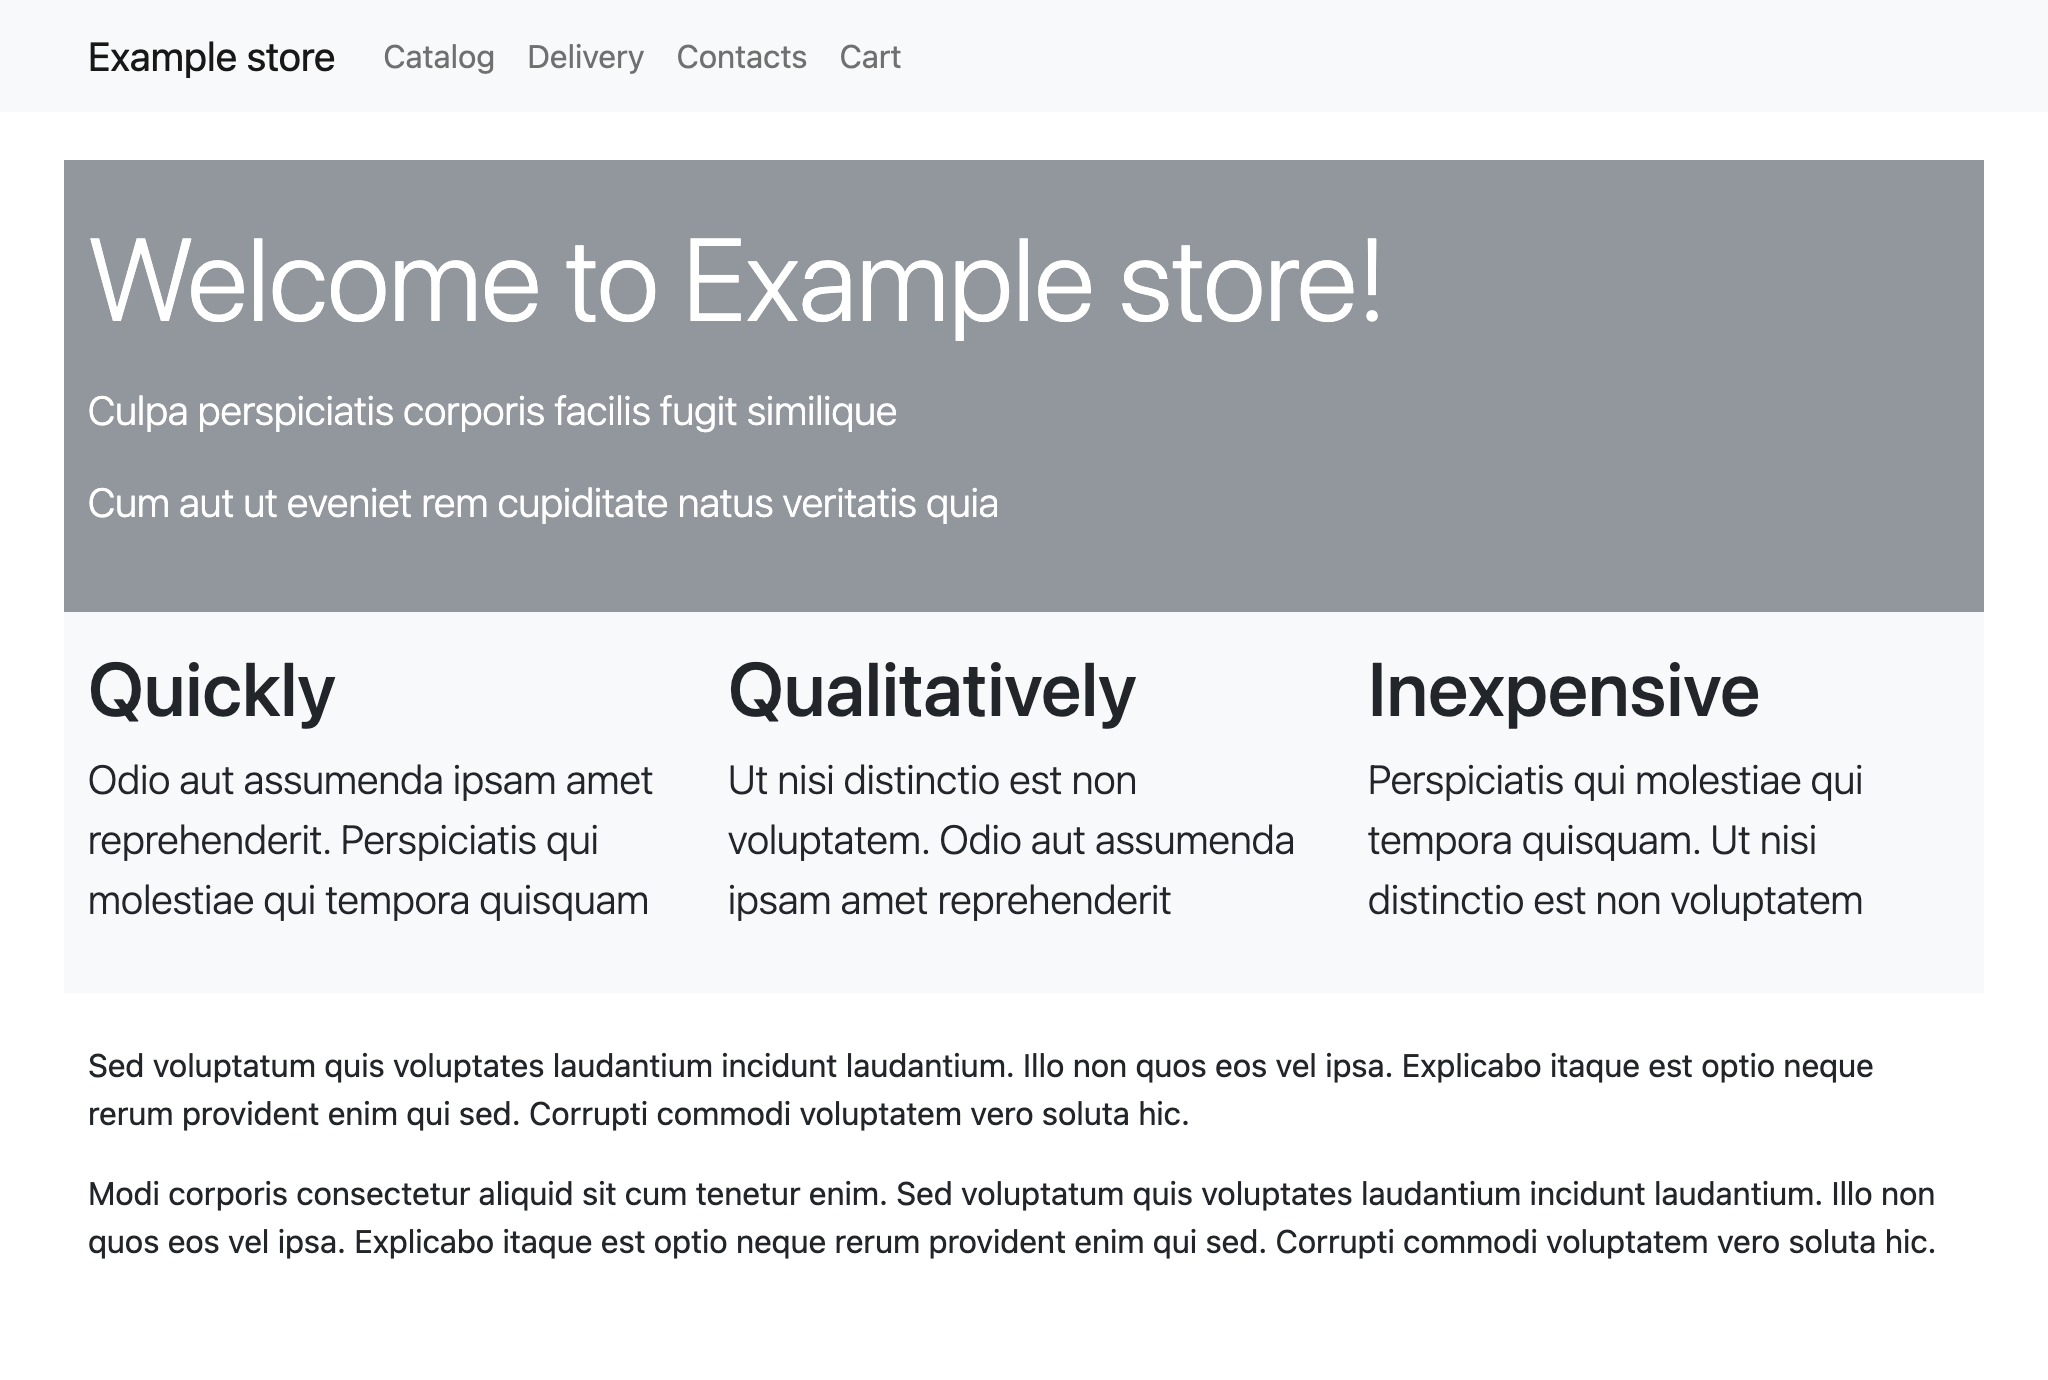 Example store Catalog Delivery Contacts Cart
Welcome to Example store!
Culpa perspiciatis corporis facilis fugit similique
Cum aut ut eveniet rem cupiditate natus veritatis quia
Quickly
Odio aut assumenda ipsam amet
reprehenderit. Perspiciatis qui
molestiae qui tempora quisquam
Qualitatively
Ut nisi distinctio est non
voluptatem. Odio aut assumenda
ipsam amet reprehenderit
Inexpensive
Perspiciatis qui molestiae qui
tempora quisquam. Ut nisi
distinctio est non voluptatem
Sed voluptatum quis voluptates laudantium incidunt laudantium. Illo non quos eos vel ipsa. Explicabo itaque est optio neque
rerum provident enim qui sed. Corrupti commodi voluptatem vero soluta hic.
Modi corporis consectetur aliquid sit cum tenetur enim. Sed voluptatum quis voluptates laudantium incidunt laudantium. Illo non
quos eos vel ipsa. Explicabo itaque est optio neque rerum provident enim qui sed. Corrupti commodi voluptatem vero soluta hic.